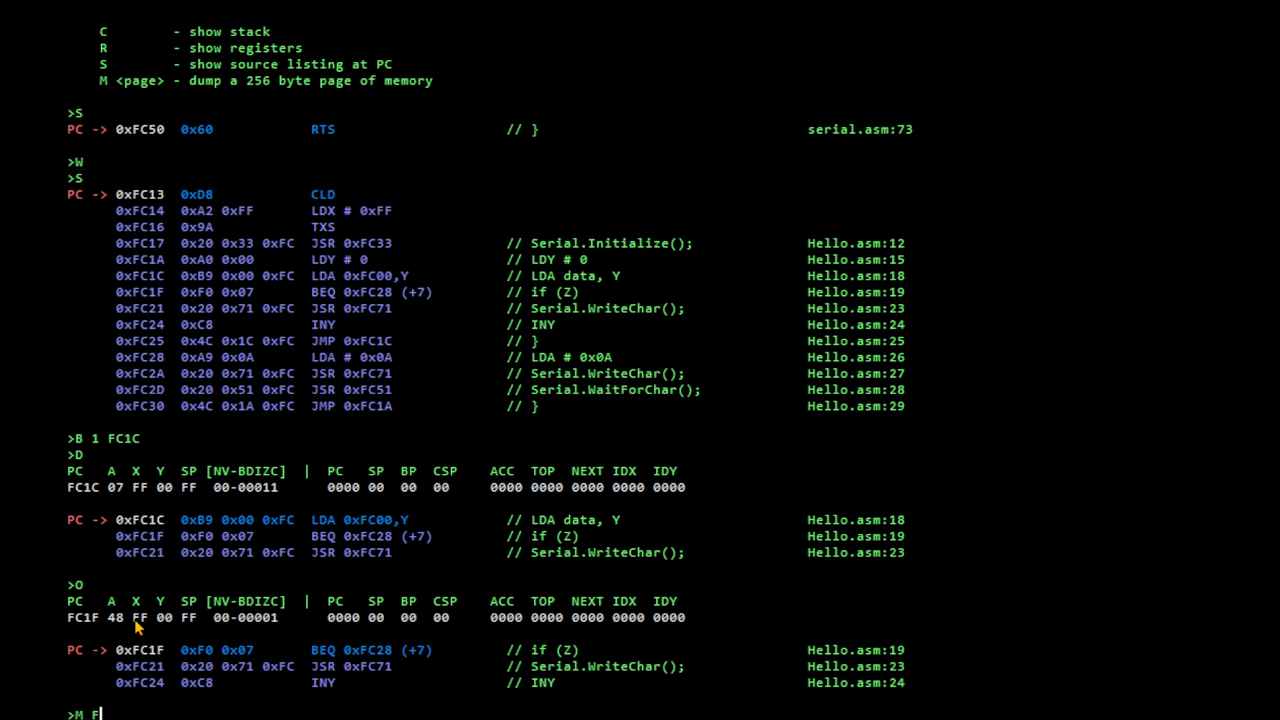 C        - show stack
R        - show registers
S        - show source listing at PC
M <page> - dump a 256 byte page of memory
>S
PC -> 0xFC50  0x60            RTS                     // }                                 serial.asm:73
>W
>S
PC -> 0xFC13  0xD8            CLD
0xFC14  0xA2 0xFF       LDX # 0xFF
0xFC16  0x9A            TXS
0xFC17  0x20 0x33 0xFC  JSR 0xFC33              // Serial.Initialize();              Hello.asm:12
0xFC1A  0xA0 0x00       LDY # 0                 // LDY # 0                           Hello.asm:15
0xFC1C  0xB9 0x00 0xFC  LDA 0xFC00,Y            // LDA data, Y                       Hello.asm:18
0xFC1F  0xF0 0x07       BEQ 0xFC28 (+7)         // if (Z)                            Hello.asm:19
0xFC21  0x20 0x71 0xFC  JSR 0xFC71              // Serial.WriteChar();               Hello.asm:23
0xFC24  0xC8            INY                     // INY                               Hello.asm:24
0xFC25  0x4C 0x1C 0xFC  JMP 0xFC1C              // }                                 Hello.asm:25
0xFC28  0xA9 0x0A       LDA # 0x0A              // LDA # 0x0A                        Hello.asm:26
0xFC2A  0x20 0x71 0xFC  JSR 0xFC71              // Serial.WriteChar();               Hello.asm:27
0xFC2D  0x20 0x51 0xFC  JSR 0xFC51              // Serial.WaitForChar();             Hello.asm:28
0xFC30  0x4C 0x1A 0xFC  JMP 0xFC1A              // }                                 Hello.asm:29
>B 1 FC1C
>D
PC   A  X  Y  SP [NV-BDIZC]  |  PC   SP  BP  CSP     ACC  TOP  NEXT IDX  IDY
FC1C 07 FF 00 FF  00-00011      0000 00  00  00      0000 0000 0000 0000 0000
PC -> 0xFC1C  0xB9 0x00 0xFC  LDA 0xFC00,Y            // LDA data, Y                       Hello.asm:18
0xFC1F  0xF0 0x07       BEQ 0xFC28 (+7)         // if (Z)                            Hello.asm:19
0xFC21  0x20 0x71 0xFC  JSR 0xFC71              // Serial.WriteChar();               Hello.asm:23
>O
PC   A  X  Y  SP [NV-BDIZC]  |  PC   SP  BP  CSP     ACC  TOP  NEXT IDX  IDY
FC1F 48 FF 00 FF  00-00001      0000 00  00  00      0000 0000 0000 0000 0000
PC -> 0xFC1F  0xF0 0x07       BEQ 0xFC28 (+7)         // if (Z)                            Hello.asm:19
0xFC21  0x20 0x71 0xFC  JSR 0xFC71              // Serial.WriteChar();               Hello.asm:23
0xFC24  0xC8            INY                     // INY                               Hello.asm:24
>M F